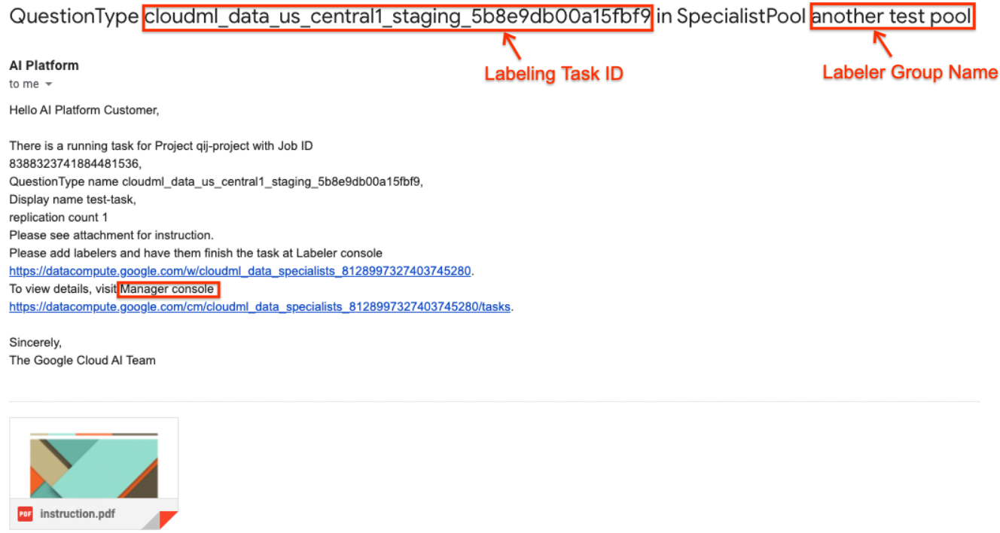 QuestionType cloudml_data_us_central1_staging_5b8e9db00a15fbf9 in SpecialistPool another test pool
Labeling Task ID
Labeler Group Name
AI Platform
to me
Hello AI Platform Customer,
There is a running task for Project qij-project with Job ID
8388323741884481536,
QuestionType name cloudml_data_us_central1_staging_5b8e9db00a15fbf9,
Display name test-task,
replication count 1
Please see attachment for instruction.
Please add labelers and have them finish the task at Labeler console
https://datacompute.google.com/w/cloudml_data_specialists_8128997327403745280.
To view details, visit Manager console
https://datacompute.google.com/cm/cloudml_data_specialists_8128997327403745280/tasks.
Sincerely,
The Google Cloud AI Team
PDF instruction.pdf